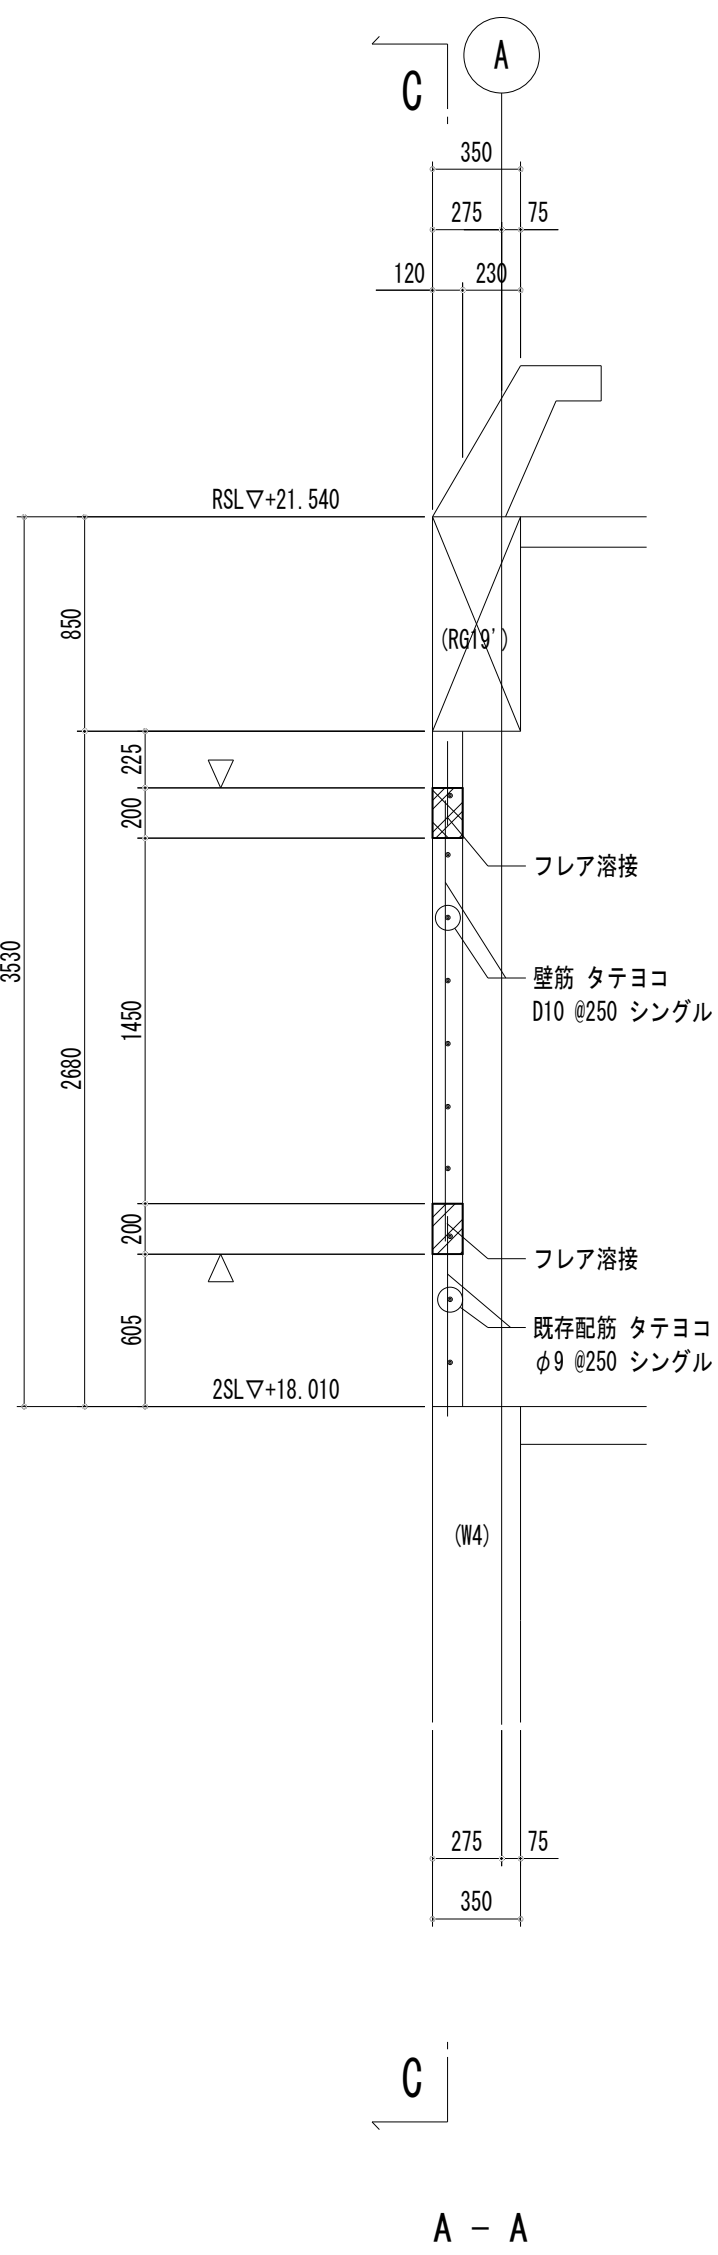 A
C
350
275 75
120 230
RSL▽+21.540
850
(RG19')
225
200
フレア溶接
3530
壁筋 タテヨコ
D10 @250 シングル
1450
2680
200
フレア溶接
605
既存配筋 タテヨコ
φ9 @250 シングル
2SL▽+18.010
(W4)
275 75
350
C
A - A